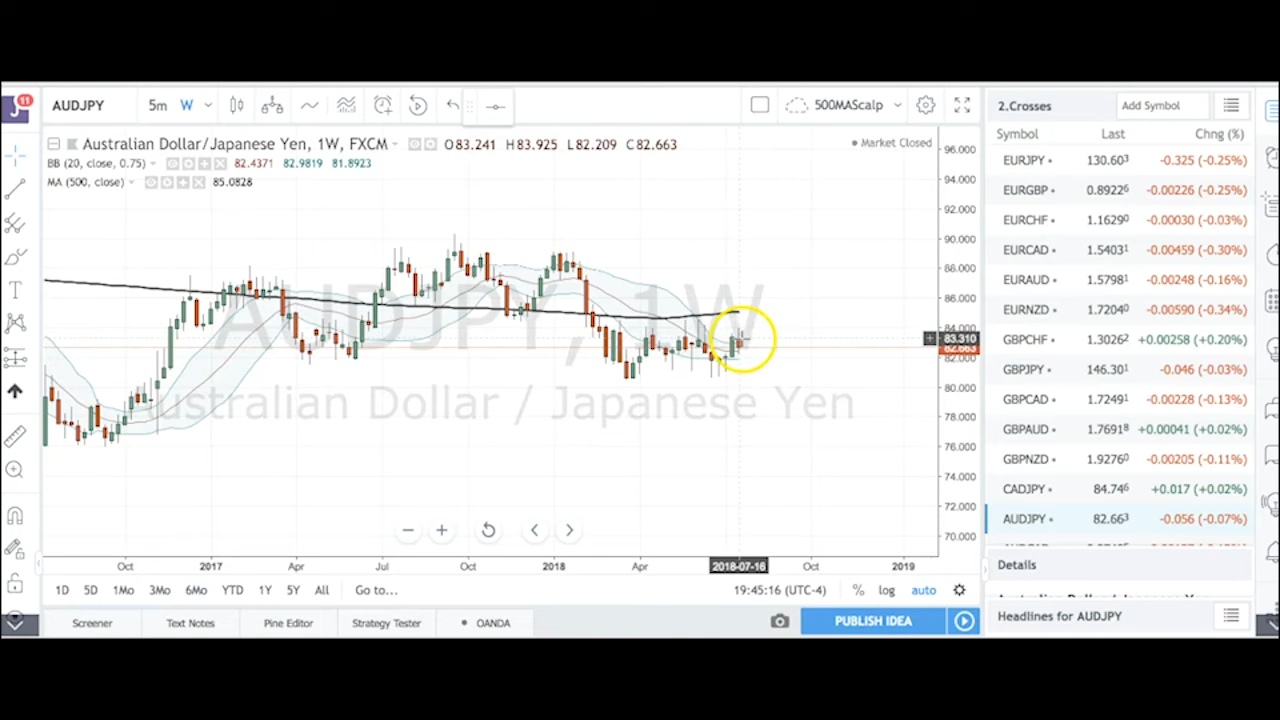 11
J
AUDJPY 5m W 500MAScalp
Australian Dollar/Japanese Yen, 1W, FXCM O83.241 H83.925 L82.209 C82.663
Market Closed
BB (20, close, 0.75) 82.4371 82.9819 81.8923
MA (500, close) 85.0828
AUDJPY, 1W
Australian Dollar / Japanese Yen
96.000
94.000
92.000
90.000
88.000
86.000
84.000
83.310
82.663
82.000
80.000
78.000
76.000
74.000
72.000
70.000
Oct 2017 Apr Jul Oct 2018 Apr 2018-07-16 Oct 2019
1D 5D 1Mo 3Mo 6Mo YTD 1Y 5Y All Go to... 19:45:16 (UTC-4) % log auto
Screener Text Notes Pine Editor Strategy Tester OANDA PUBLISH IDEA
2.Crosses Add Symbol
Symbol Last Chng (%)
EURJPY 130.603 -0.325 (-0.25%)
EURGBP 0.89226 -0.00226 (-0.25%)
EURCHF 1.16290 -0.00030 (-0.03%)
EURCAD 1.54031 -0.00459 (-0.30%)
EURAUD 1.57981 -0.00248 (-0.16%)
EURNZD 1.72040 -0.00590 (-0.34%)
GBPCHF 1.30262 +0.00258 (+0.20%)
GBPJPY 146.301 -0.046 (-0.03%)
GBPCAD 1.72491 -0.00228 (-0.13%)
GBPAUD 1.76918 +0.00041 (+0.02%)
GBPNZD 1.92760 -0.00205 (-0.11%)
CADJPY 84.746 +0.017 (+0.02%)
AUDJPY 82.663 -0.056 (-0.07%)
Details
Headlines for AUDJPY